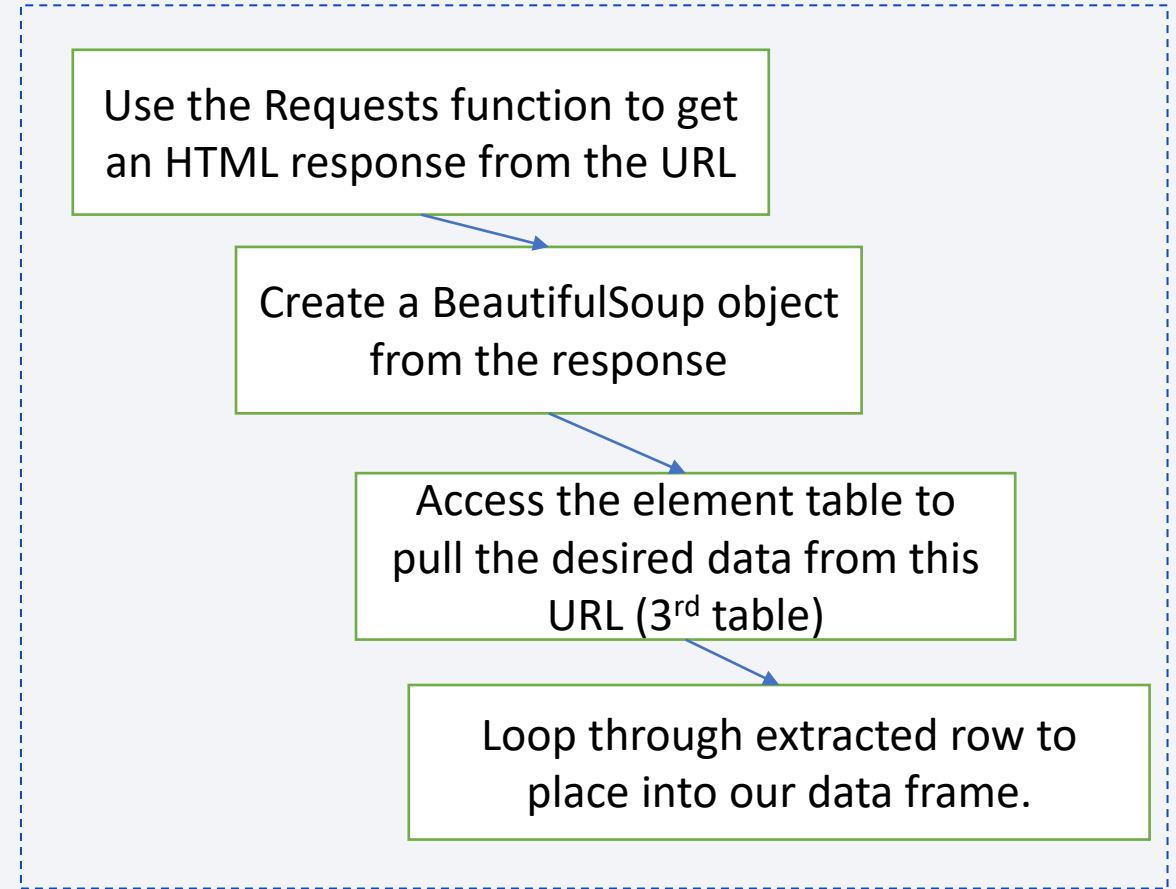 Use the Requests function to get
an HTML response from the URL
Create a BeautifulSoup object
from the response
Access the element table to
pull the desired data from this
URL (3rd table)
Loop through extracted row to
place into our data frame.